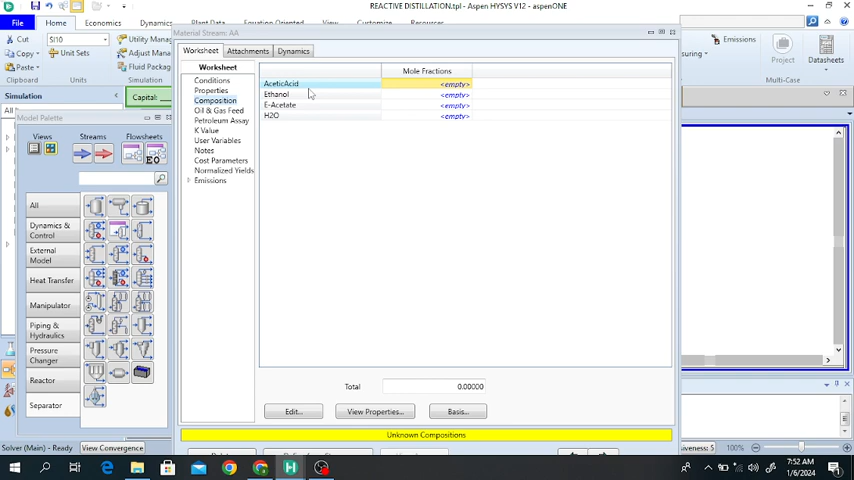 REACTIVE DISTILLATION.tpl - Aspen HYSYS V12 - aspenONE
File Home Economics Dynamics Plant Data Equation Oriented View Customize Resources
Cut SI10 Utility Manage Emissions
Copy Unit Sets Adjust Mana
Paste Fluid Packag
Project Datasheets
Clipboard Units Simulation Multi-Case
Material Stream: AA
Worksheet Attachments Dynamics
Simulation Capital:
Model Palette
Views Streams Flowsheets
EO
All
Dynamics & Control
External Model
Heat Transfer
Manipulator
Piping & Hydraulics
Pressure Changer
Reactor
Separator
Worksheet
Conditions
Properties
Composition
Oil & Gas Feed
Petroleum Assay
K Value
User Variables
Notes
Cost Parameters
Normalized Yields
Emissions
Mole Fractions
AceticAcid <empty>
Ethanol <empty>
E-Acetate <empty>
H2O <empty>
Total 0.00000
Edit... View Properties... Basis...
Unknown Compositions
Solver (Main) - Ready View Convergence
siveness: 5 100%
7:52 AM
1/6/2024